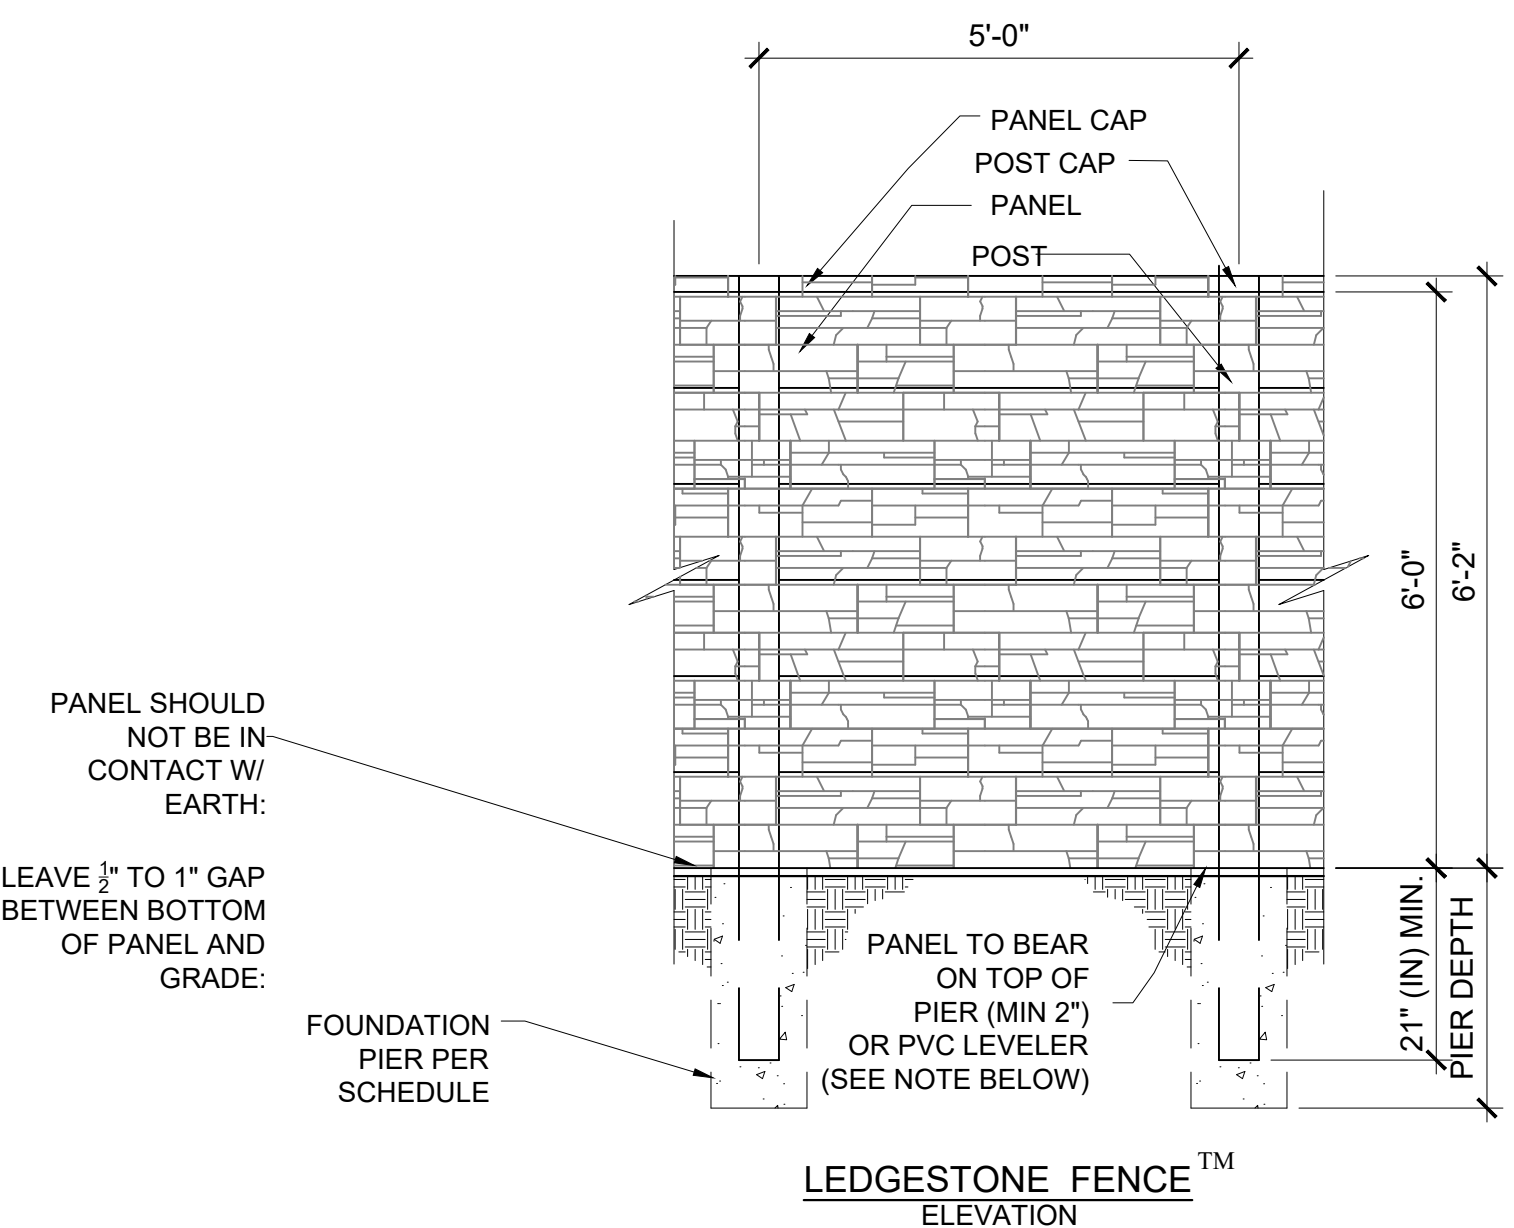 5'-0"
PANEL CAP
POST CAP
PANEL
POST
6'-0"
6'-2"
PANEL SHOULD
NOT BE IN
CONTACT W/
EARTH:
LEAVE ½" TO 1" GAP
BETWEEN BOTTOM
OF PANEL AND
GRADE:
FOUNDATION
PIER PER
SCHEDULE
PANEL TO BEAR
ON TOP OF
PIER (MIN 2")
OR PVC LEVELER
(SEE NOTE BELOW)
21" (IN) MIN.
PIER DEPTH
LEDGESTONE FENCE TM
ELEVATION